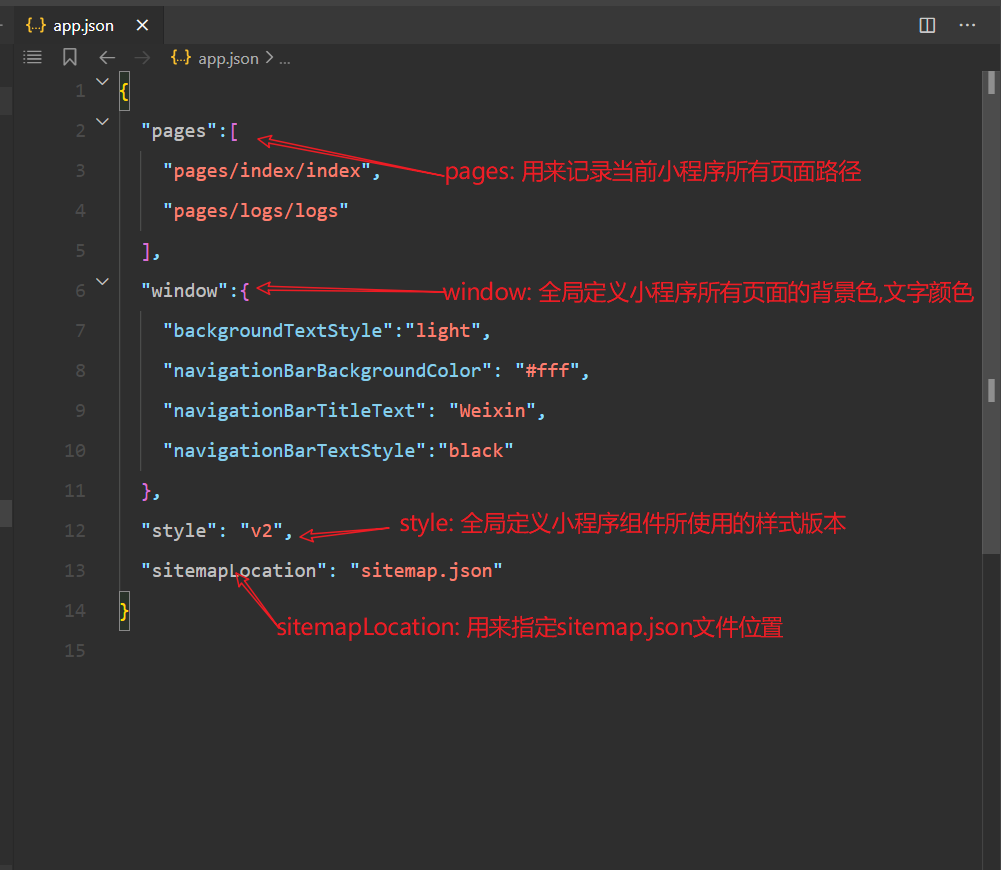 {..} app.json ×
{..} app.json > ...
1 {
2 "pages":[
3 "pages/index/index",
pages: 用来记录当前小程序所有页面路径
4 "pages/logs/logs"
5 ],
6 "window":{
window: 全局定义小程序所有页面的背景色,文字颜色
7 "backgroundTextStyle":"light",
8 "navigationBarBackgroundColor": "#fff",
9 "navigationBarTitleText": "Weixin",
10 "navigationBarTextStyle":"black"
11 },
12 "style": "v2",
style: 全局定义小程序组件所使用的样式版本
13 "sitemapLocation": "sitemap.json"
14 }
sitemapLocation: 用来指定sitemap.json文件位置
15